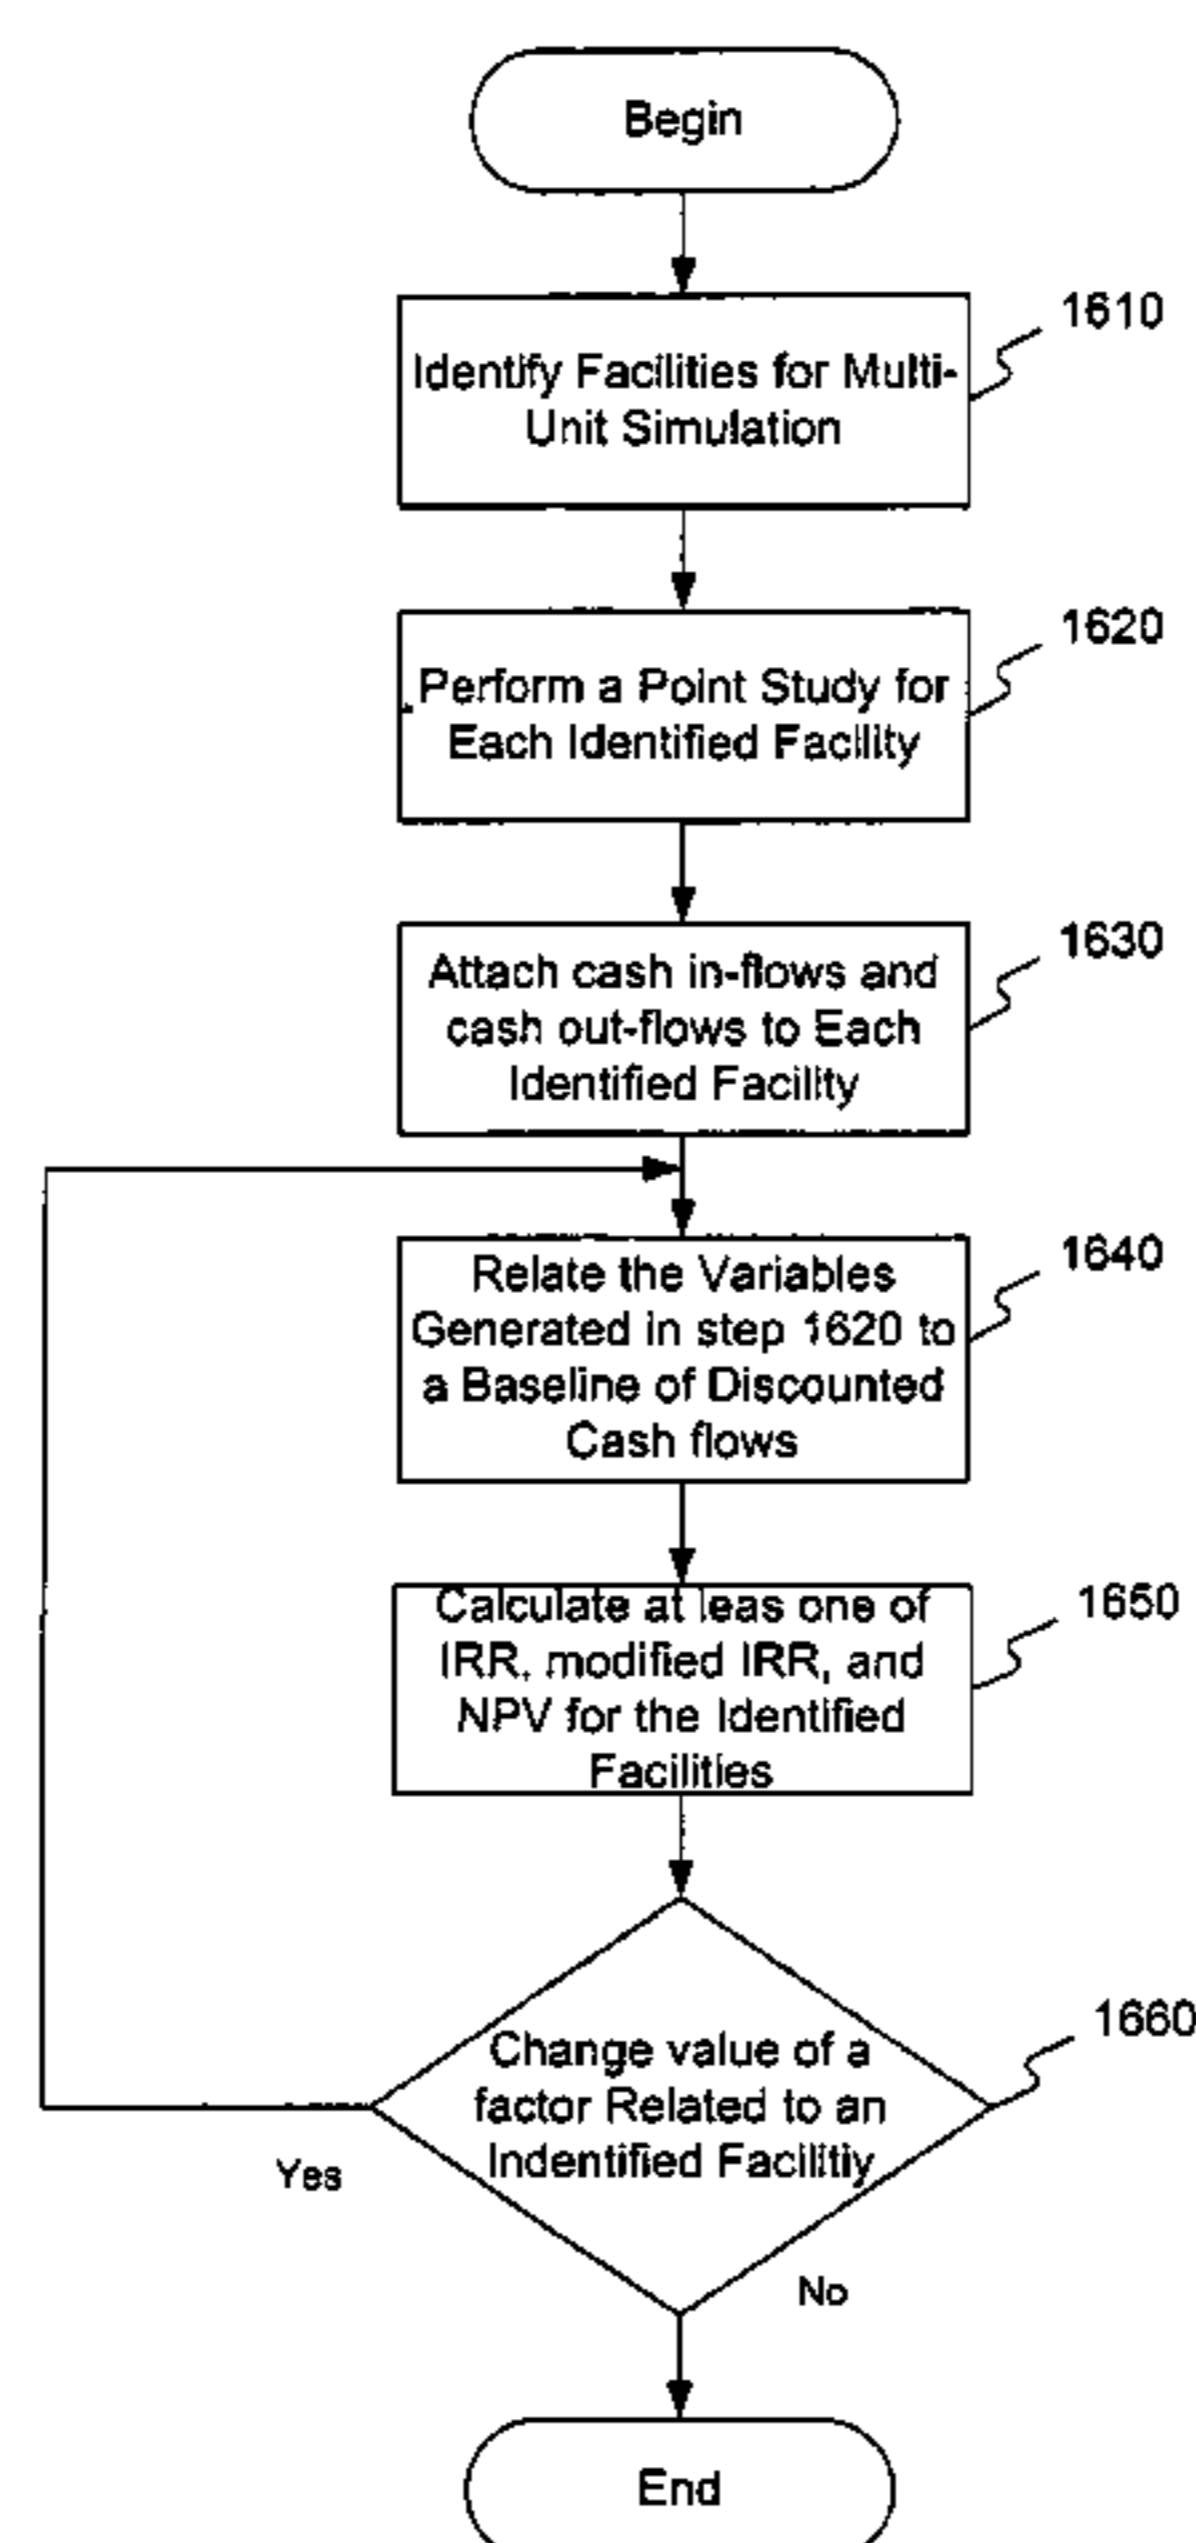 Begin
1610
Identify Facilities for Multi-
Unit Simulation
1620
Perform a Point Study for
Each Identified Facility
1630
Attach cash in-flows and
cash out-flows to Each
Identified Facility
1640
Relate the Variables
Generated in step 1620 to
a Baseline of Discounted
Cash flows
1650
Calculate at leas one of
IRR, modified IRR, and
NPV for the Identified
Facilities
1660
Change value of a
factor Related to an
Indentified Facilitiy
Yes
No
End